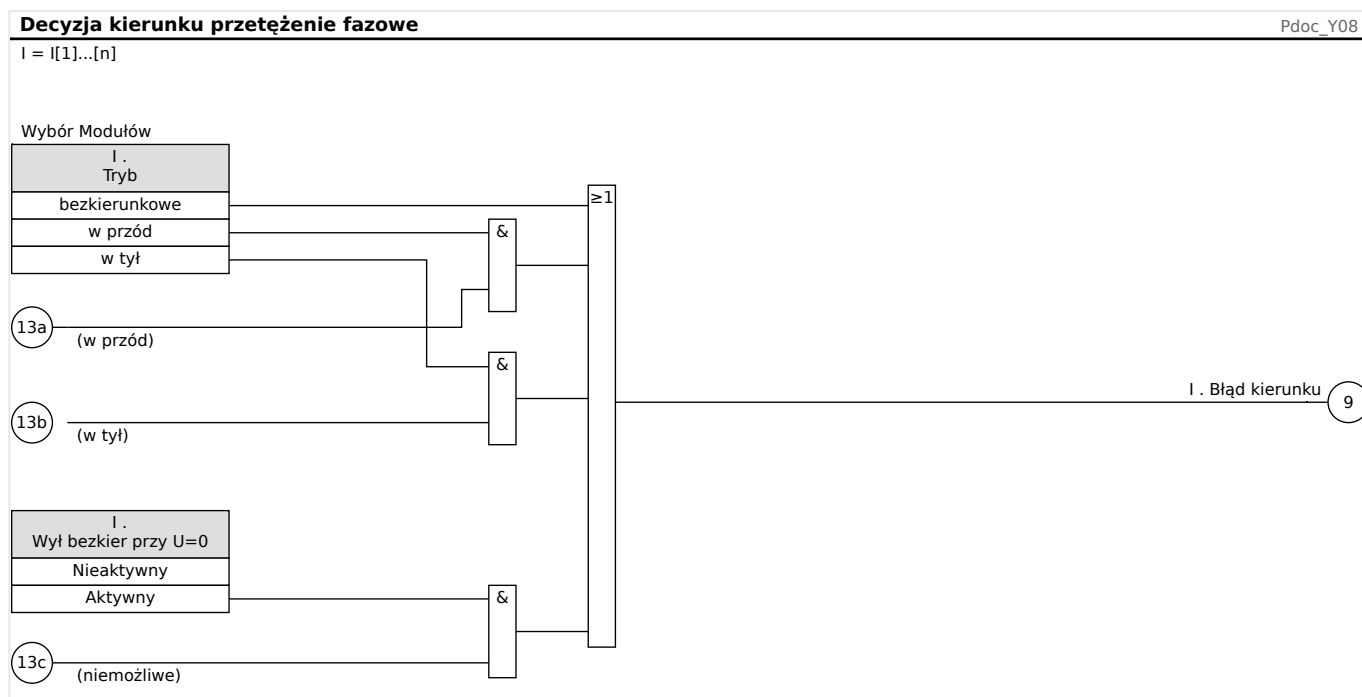 Decyzja kierunku przetężenie fazowe
Pdoc_Y08
I = I[1]...[n]
Wybór Modułów
I .
Tryb
bezkierunkowe
≥1
w przód
&
w tył
13a
(w przód)
&
I . Błąd kierunku
9
13b
(w tył)
I .
Wył bezkier przy U=0
Nieaktywny
Aktywny
&
13c
(niemożliwe)